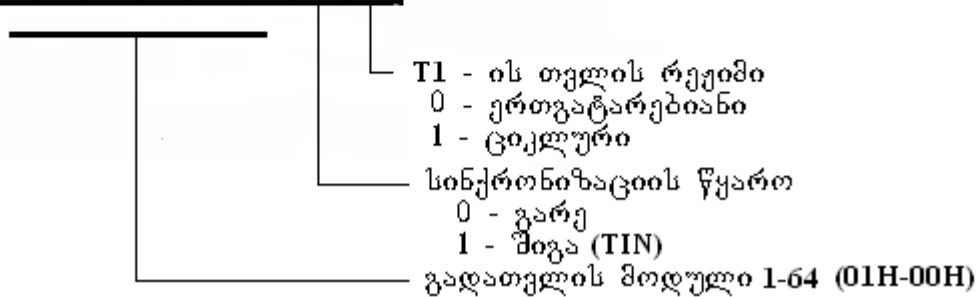 T1 - ის თვლის რეჟიმი
0 - ერთგატარებიანი
1 - ციკლური
სინქრონიზაციის წყარო
0 - გარე
1 - შიგა (TIN)
გადათვლის მოდული 1-64 (01H-00H)